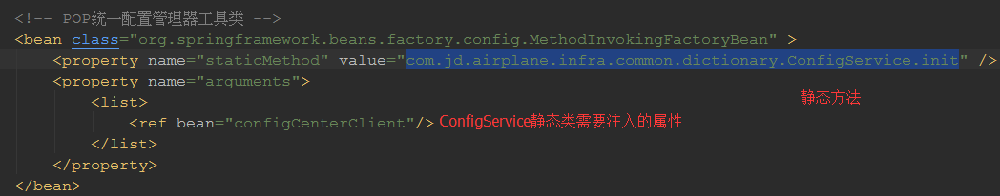 <!-- POP统一配置管理器工具类 -->
<bean class="org.springframework.beans.factory.config.MethodInvokingFactoryBean" >
<property name="staticMethod" value="com.jd.airplane.infra.common.dictionary.ConfigService.init" />
<property name="arguments"> 静态方法
<list>
<ref bean="configCenterClient"/> ConfigService静态类需要注入的属性
</list>
</property>
</bean>